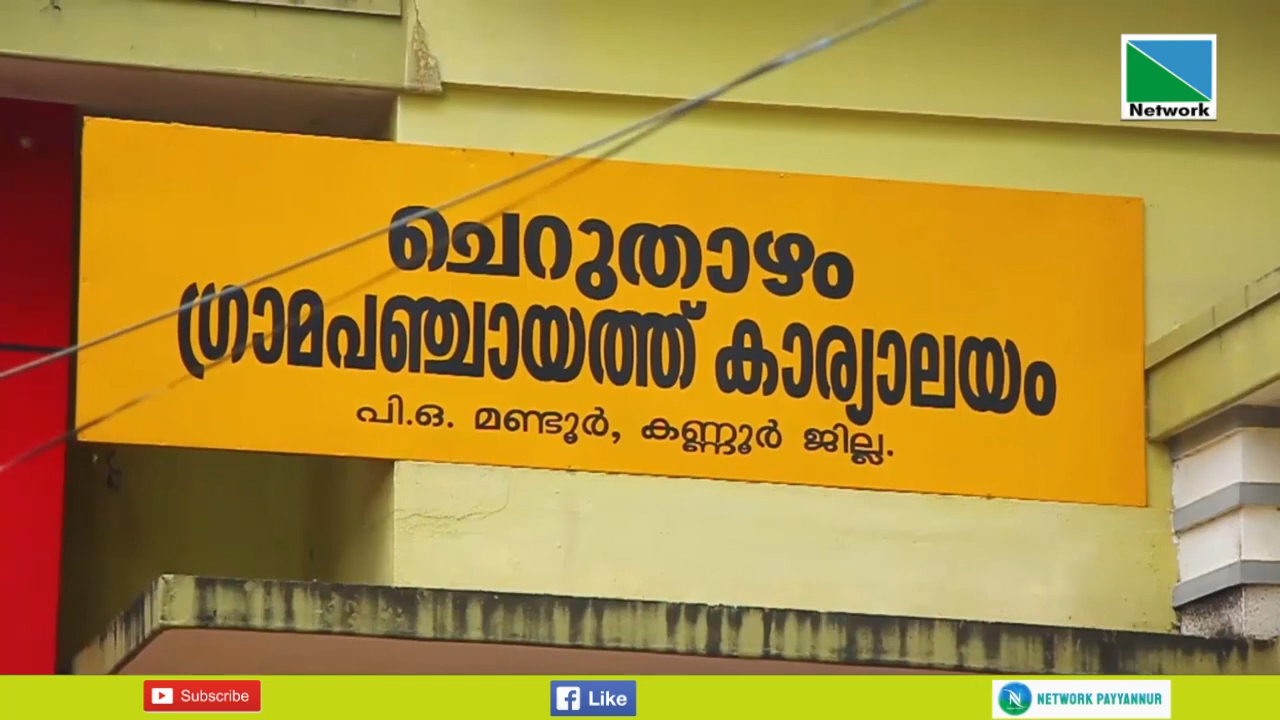 Network
ചെറുതാഴം
ഗ്രാമപഞ്ചായത്ത് കാര്യാലയം
പി.ഒ. മണ്ടൂർ, കണ്ണൂർ ജില്ല.
Subscribe
Like
N NETWORK PAYYANNUR